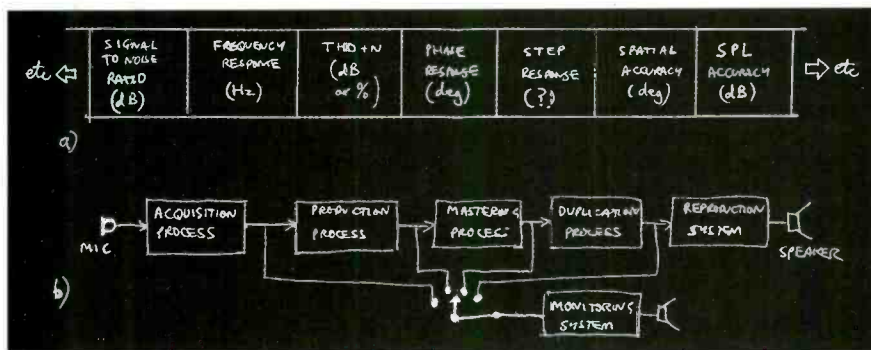 etc
SIGNAL
TO NOISE
RATIO
(dB)
FREQUENCY
RESPONSE
(Hz)
THD+N
(dB
or %)
PHASE
RESPONSE
(deg)
STEP
RESPONSE
(?)
SPATIAL
ACCURACY
(deg)
SPL
ACCURACY
(dB)
etc
a)
MIC
ACQUISITION
PROCESS
PRODUCTION
PROCESS
MASTERING
PROCESS
DUPLICATION
PROCESS
REPRODUCTION
SYSTEM
SPEAKER
b)
MONITORING
SYSTEM